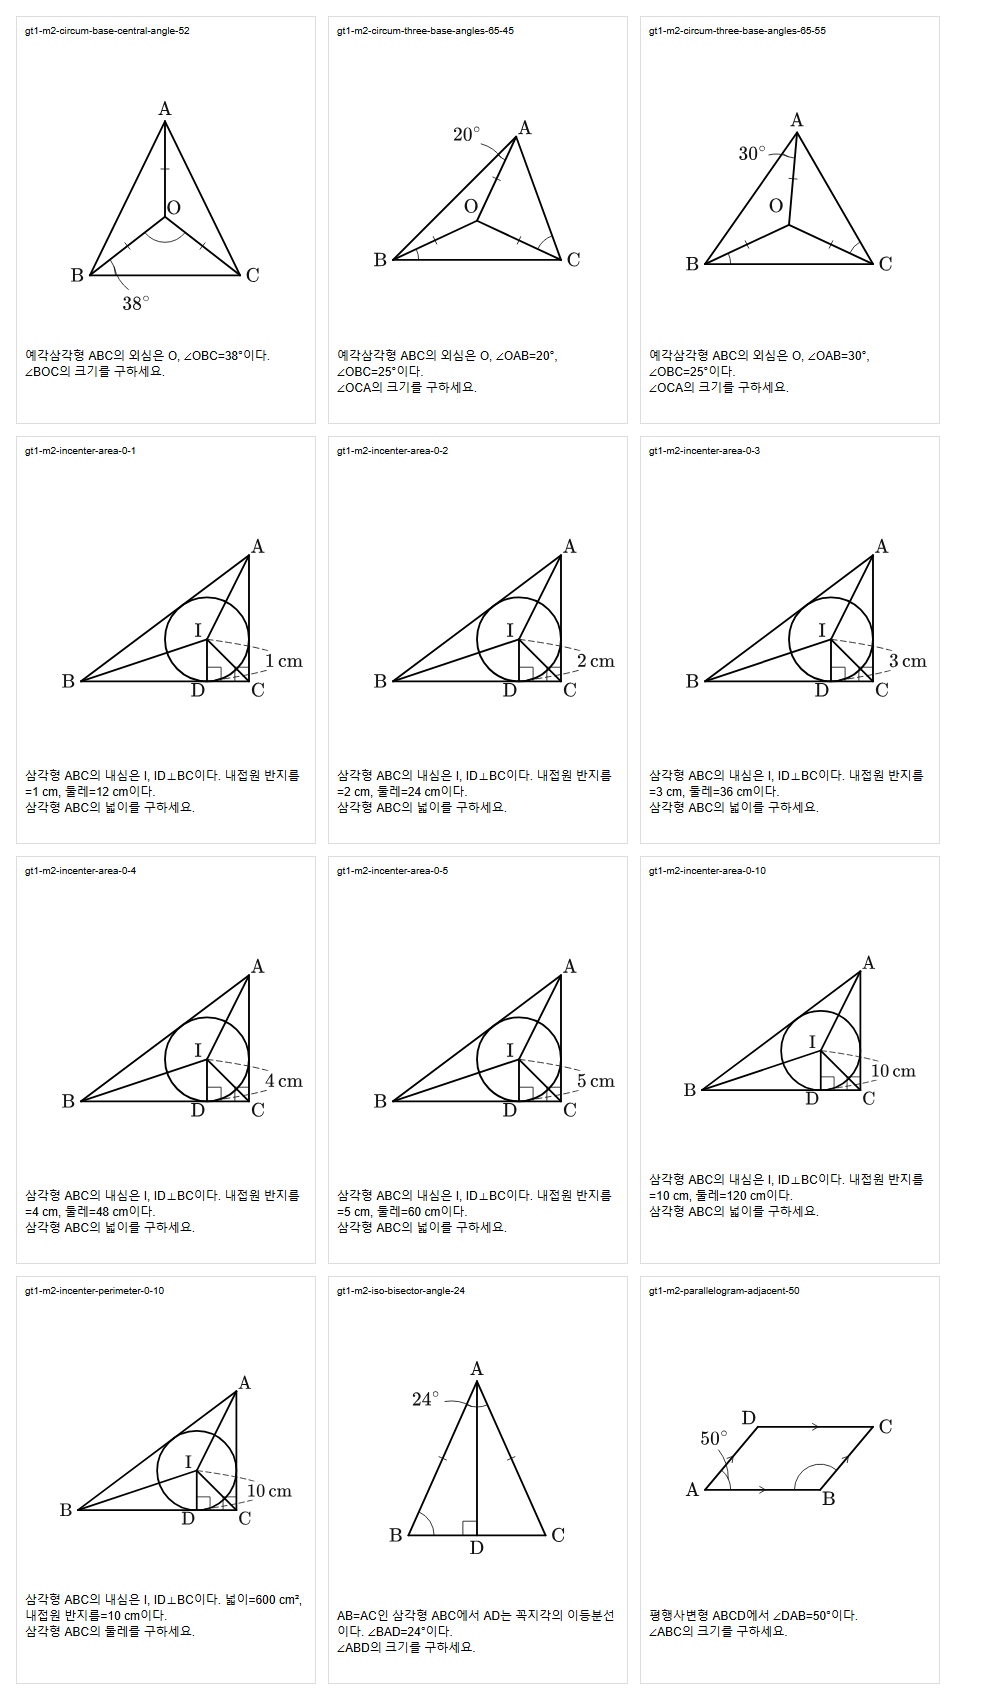 gt1-m2-circum-base-central-angle-52
A
O
B
C
38°
예각삼각형 ABC의 외심은 O, ∠OBC=38°이다.
∠BOC의 크기를 구하세요.
gt1-m2-circum-three-base-angles-65-45
20°
A
O
B
C
예각삼각형 ABC의 외심은 O, ∠OAB=20°,
∠OBC=25°이다.
∠OCA의 크기를 구하세요.
gt1-m2-circum-three-base-angles-65-55
A
30°
O
B
C
예각삼각형 ABC의 외심은 O, ∠OAB=30°,
∠OBC=25°이다.
∠OCA의 크기를 구하세요.
gt1-m2-incenter-area-0-1
A
I
1 cm
B
D
C
삼각형 ABC의 내심은 I, ID⊥BC이다. 내접원 반지름
=1 cm, 둘레=12 cm이다.
삼각형 ABC의 넓이를 구하세요.
gt1-m2-incenter-area-0-2
A
I
2 cm
B
D
C
삼각형 ABC의 내심은 I, ID⊥BC이다. 내접원 반지름
=2 cm, 둘레=24 cm이다.
삼각형 ABC의 넓이를 구하세요.
gt1-m2-incenter-area-0-3
A
I
3 cm
B
D
C
삼각형 ABC의 내심은 I, ID⊥BC이다. 내접원 반지름
=3 cm, 둘레=36 cm이다.
삼각형 ABC의 넓이를 구하세요.
gt1-m2-incenter-area-0-4
A
I
4 cm
B
D
C
삼각형 ABC의 내심은 I, ID⊥BC이다. 내접원 반지름
=4 cm, 둘레=48 cm이다.
삼각형 ABC의 넓이를 구하세요.
gt1-m2-incenter-area-0-5
A
I
5 cm
B
D
C
삼각형 ABC의 내심은 I, ID⊥BC이다. 내접원 반지름
=5 cm, 둘레=60 cm이다.
삼각형 ABC의 넓이를 구하세요.
gt1-m2-incenter-area-0-10
A
I
10 cm
B
D
C
삼각형 ABC의 내심은 I, ID⊥BC이다. 내접원 반지름
=10 cm, 둘레=120 cm이다.
삼각형 ABC의 넓이를 구하세요.
gt1-m2-incenter-perimeter-0-10
A
I
10 cm
B
D
C
삼각형 ABC의 내심은 I, ID⊥BC이다. 넓이=600 cm²,
내접원 반지름=10 cm이다.
삼각형 ABC의 둘레를 구하세요.
gt1-m2-iso-bisector-angle-24
A
24°
B
D
C
AB=AC인 삼각형 ABC에서 AD는 꼭지각의 이등분선
이다. ∠BAD=24°이다.
∠ABD의 크기를 구하세요.
gt1-m2-parallelogram-adjacent-50
D
C
50°
A
B
평행사변형 ABCD에서 ∠DAB=50°이다.
∠ABC의 크기를 구하세요.